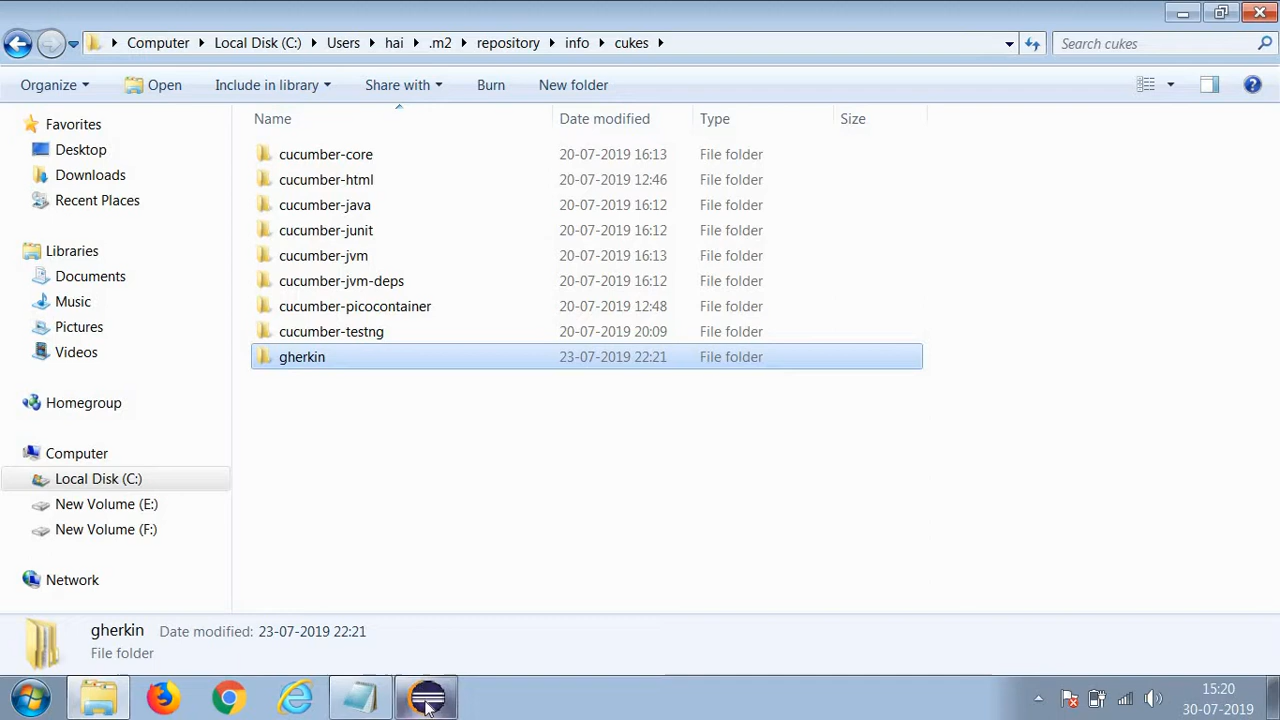 Computer Local Disk (C:) Users hai .m2 repository info cukes
Search cukes
Organize Open Include in library Share with Burn New folder
Name Date modified Type Size
Favorites
Desktop
Downloads
Recent Places
Libraries
Documents
Music
Pictures
Videos
Homegroup
Computer
Local Disk (C:)
New Volume (E:)
New Volume (F:)
Network
cucumber-core 20-07-2019 16:13 File folder
cucumber-html 20-07-2019 12:46 File folder
cucumber-java 20-07-2019 16:12 File folder
cucumber-junit 20-07-2019 16:12 File folder
cucumber-jvm 20-07-2019 16:13 File folder
cucumber-jvm-deps 20-07-2019 16:12 File folder
cucumber-picocontainer 20-07-2019 12:48 File folder
cucumber-testng 20-07-2019 20:09 File folder
gherkin 23-07-2019 22:21 File folder
gherkin Date modified: 23-07-2019 22:21
File folder
15:20
30-07-2019